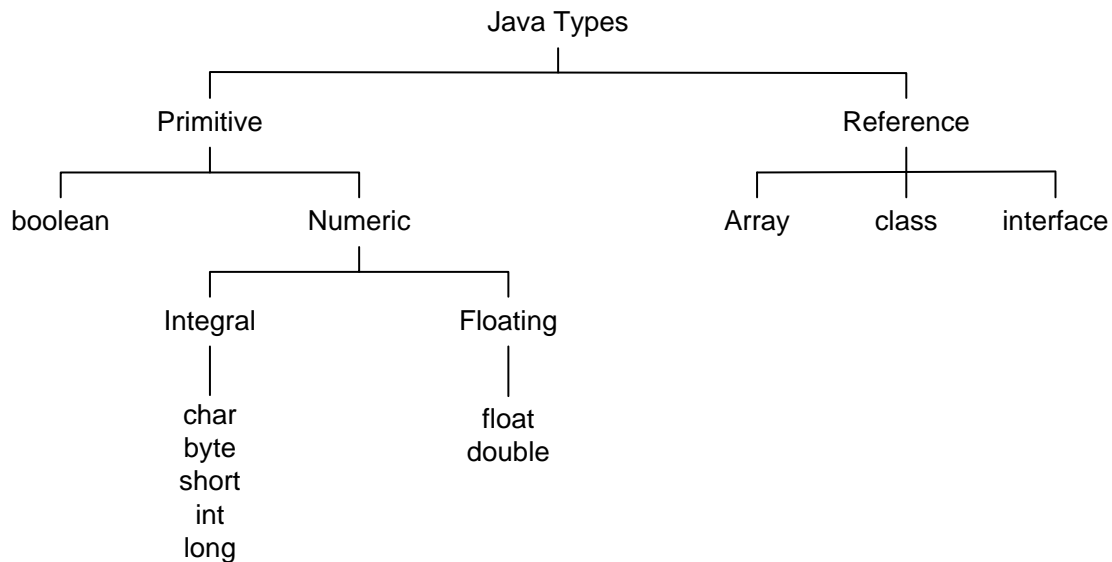 Java Types
Primitive
Reference
boolean
Numeric
Array
class
interface
Integral
Floating
char
byte
short
int
long
float
double